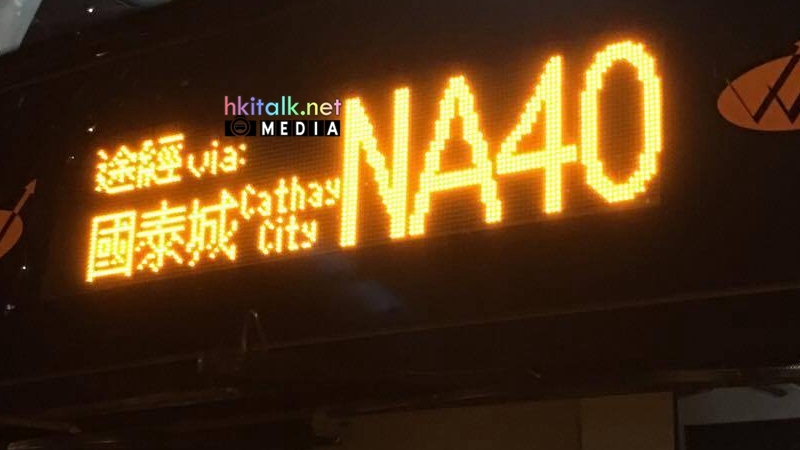 hkitalk.net
MEDIA
途經 via:
國泰城 Cathay City
NA40